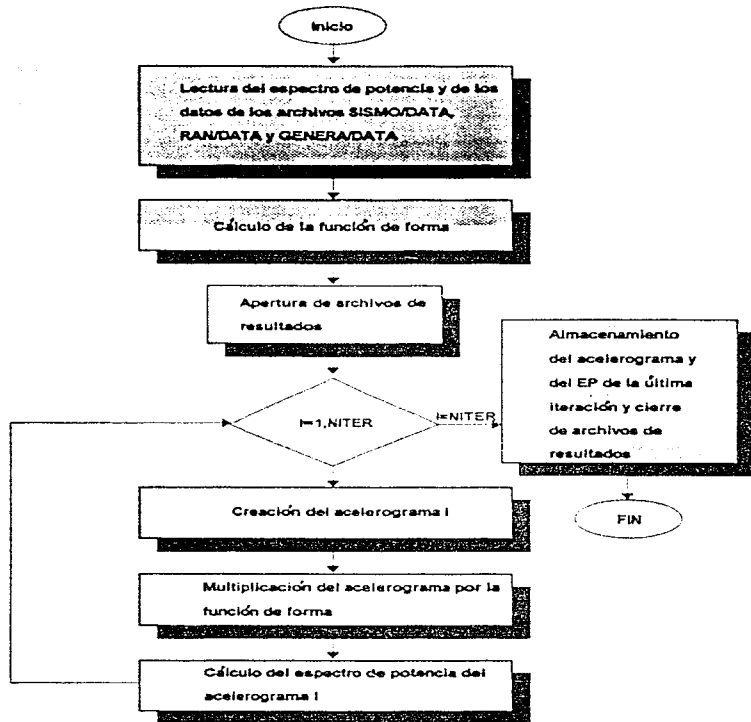 Inicio
Lectura del espectro de potencia y de los
datos de los archivos SISMO/DATA,
RAN/DATA y GENERA/DATA
Cálculo de la función de forma
Apertura de archivos de
resultados
I=1,NITER
I=NITER
Almacenamiento
del acelerograma y
del EP de la última
iteración y cierre
de archivos de
resultados
FIN
Creación del acelerograma I
Multiplicación del acelerograma por la
función de forma
Cálculo del espectro de potencia del
acelerograma I